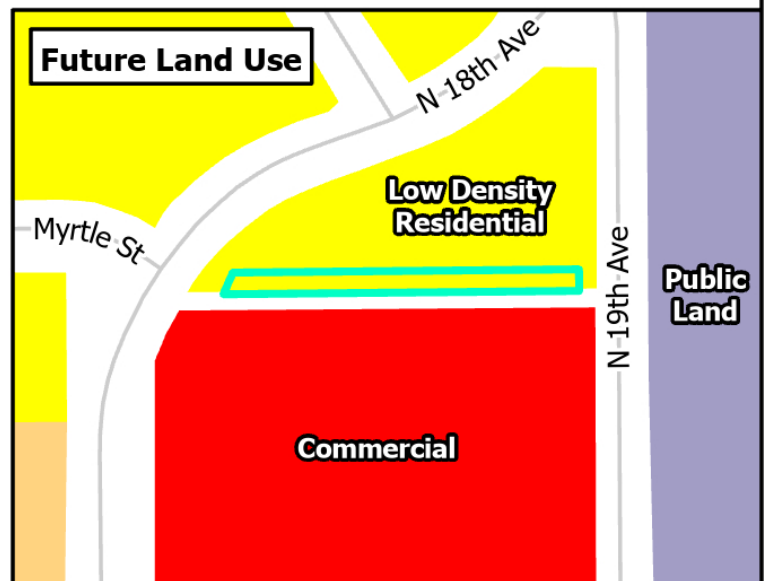 Future Land Use
N 18th Ave
Low Density
Residential
Myrtle St
N 19th Ave
Public
Land
Commercial